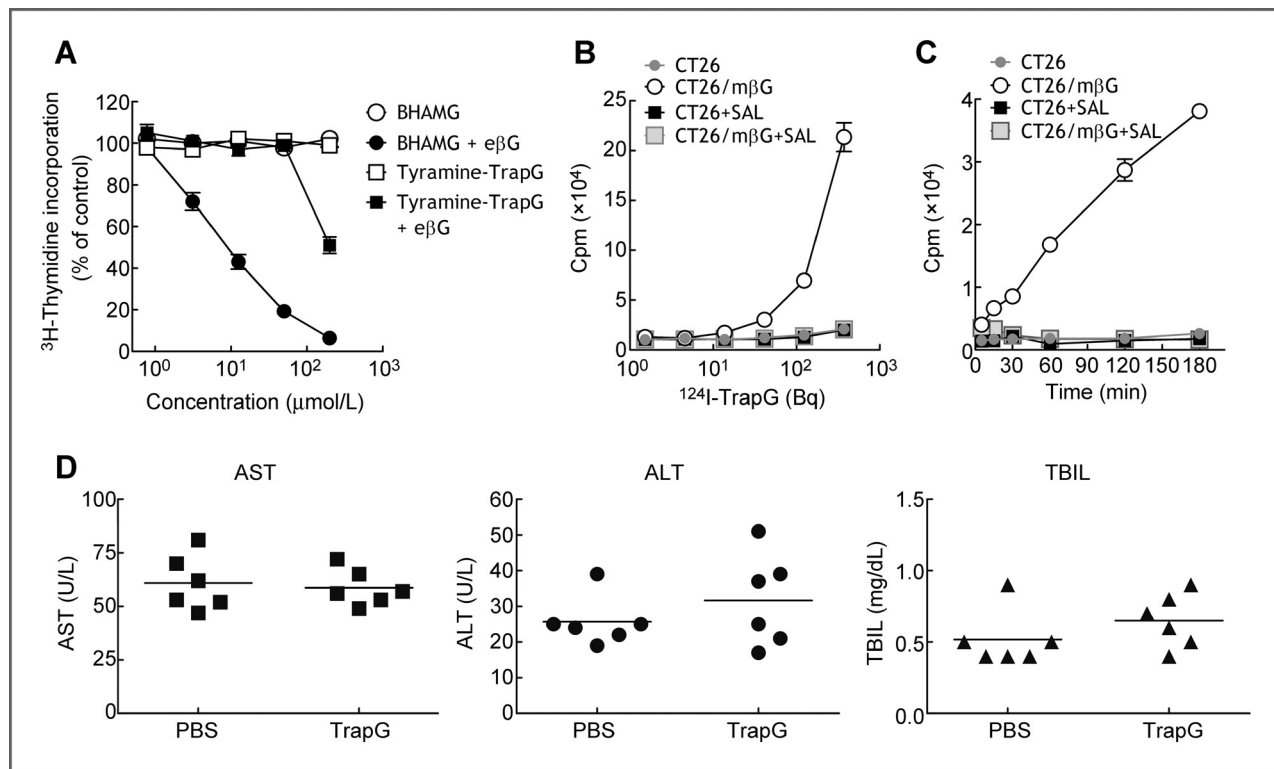 A
³H-Thymidine incorporation
(% of control)
120
100
80
60
40
20
0
10⁰
10¹
10²
10³
Concentration (μmol/L)
BHAMG
BHAMG + eβG
Tyramine-TrapG
Tyramine-TrapG
+ eβG
B
CT26
CT26/mβG
CT26+SAL
CT26/mβG+SAL
Cpm (×10⁴)
25
20
15
10
5
0
10⁰
10¹
10²
10³
¹²⁴I-TrapG (Bq)
C
CT26
CT26/mβG
CT26+SAL
CT26/mβG+SAL
Cpm (×10⁴)
4
3
2
1
0
0 30 60 90 120 150 180
Time (min)
D
AST
AST (U/L)
100
75
50
25
0
PBS TrapG
ALT
ALT (U/L)
60
50
40
30
20
10
0
PBS TrapG
TBIL
TBIL (mg/dL)
1.5
1.0
0.5
0.0
PBS TrapG